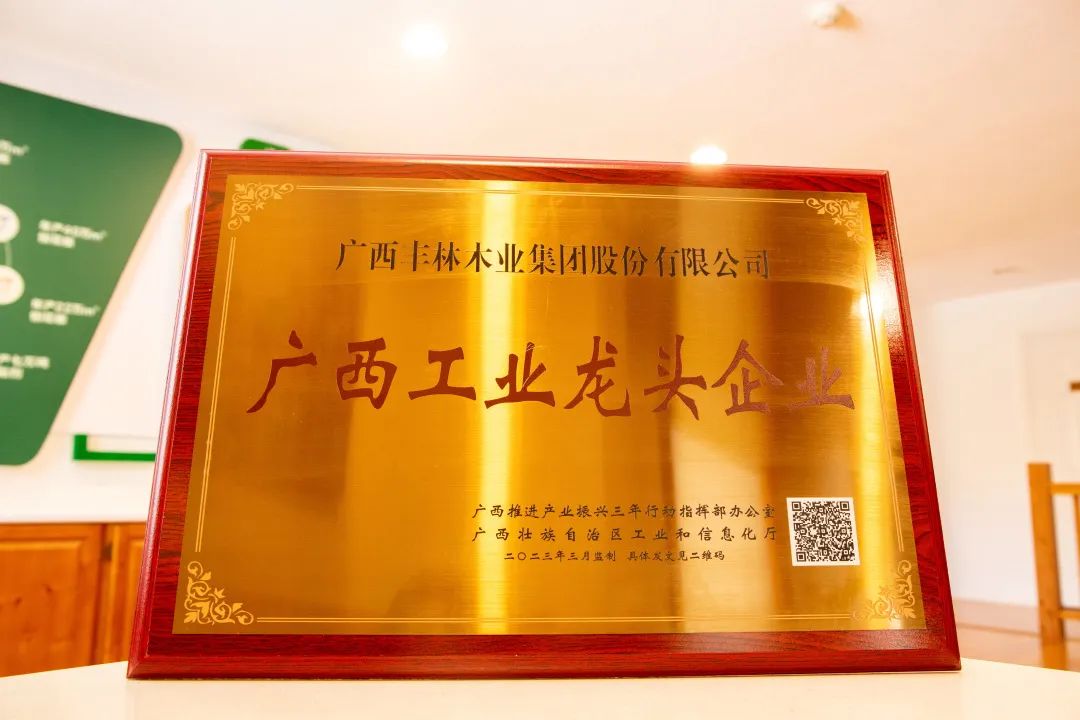 广西丰林木业集团股份有限公司
广西工业龙头企业
广西推进产业振兴三年行动指挥部办公室
广西壮族自治区工业和信息化厅
二〇二三年三月监制 具体发文见二维码